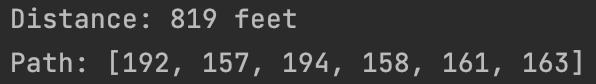 Distance: 819 feet
Path: [192, 157, 194, 158, 161, 163]